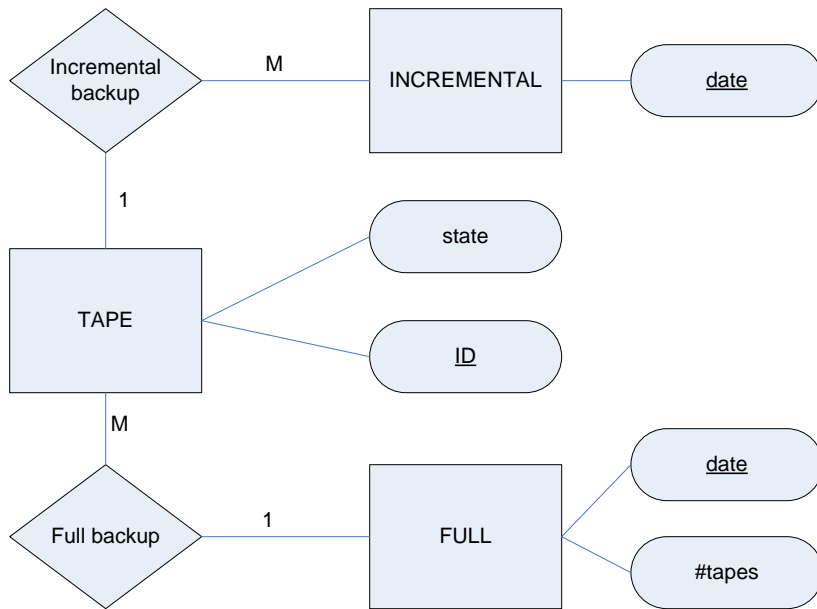 Incremental
backup
M
INCREMENTAL
date
1
state
TAPE
ID
M
date
Full backup
1
FULL
#tapes